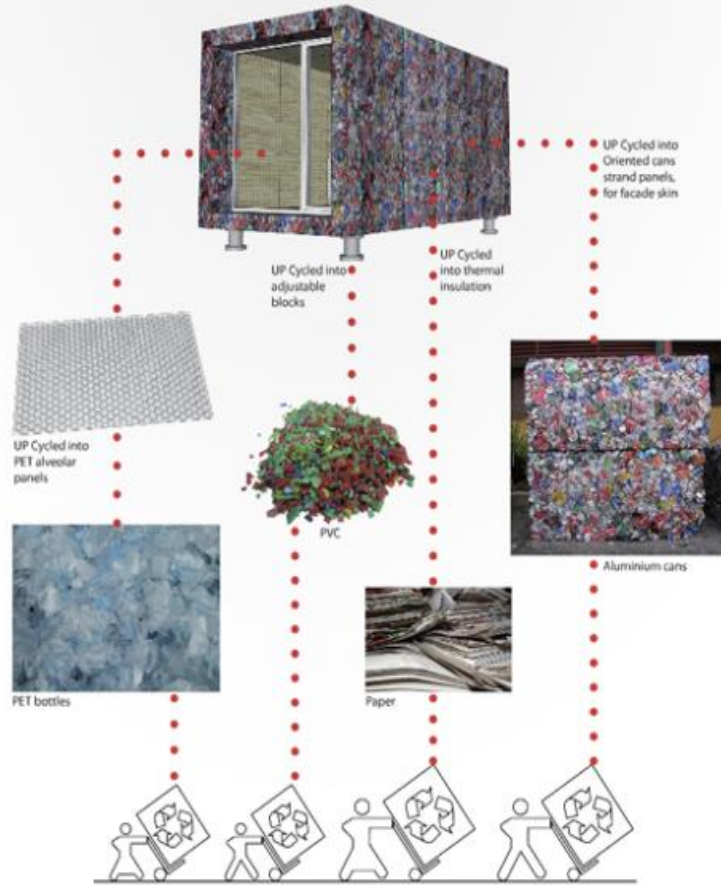 UP Cycled into
Oriented cans
strand panels,
for facade skin
UP Cycled into
adjustable
blocks
UP Cycled
into thermal
insulation
UP Cycled into
PET alveolar
panels
PVC
Aluminium cans
PET bottles
Paper